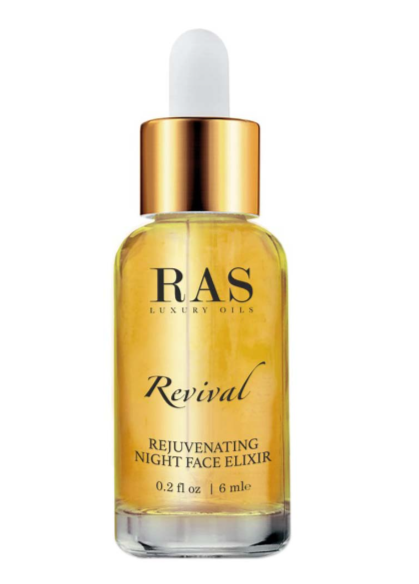 RAS
LUXURY OILS
Revival
REJUVENATING
NIGHT FACE ELIXIR
0.2 fl oz | 6 ml e